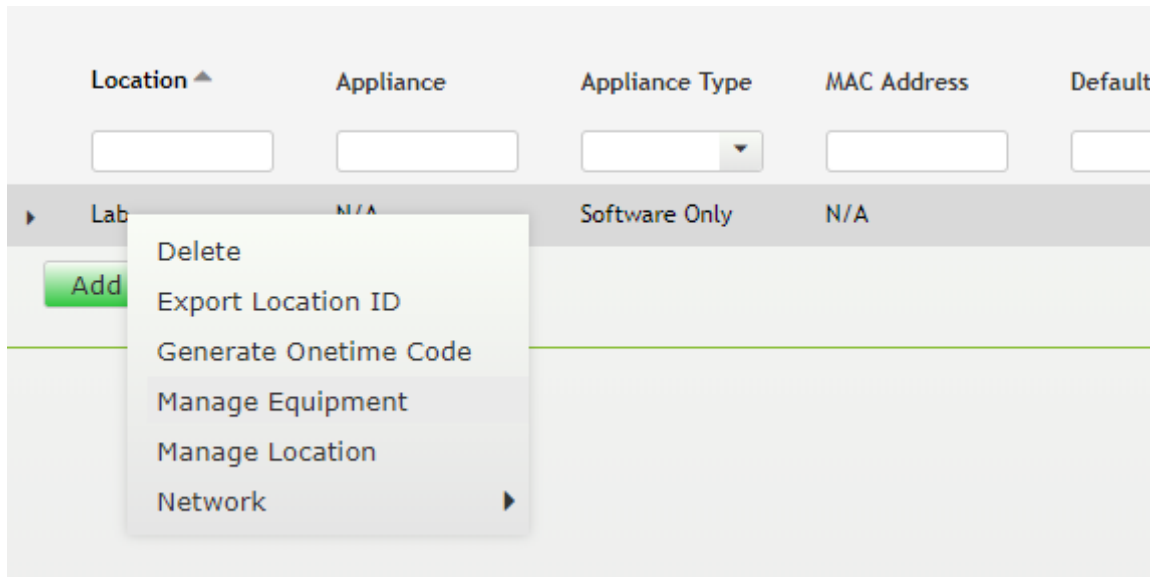 Location Appliance Appliance Type MAC Address Default
Lab N/A Software Only N/A
Delete
Add
Export Location ID
Generate Onetime Code
Manage Equipment
Manage Location
Network